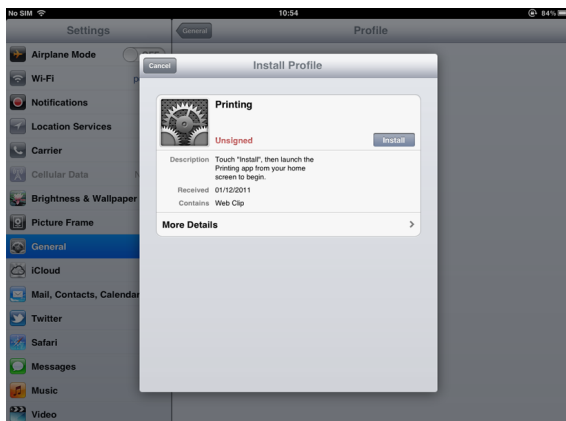 No SIM 10:54 84%
Settings
General Profile
Airplane Mode
Wi-Fi
Notifications
Location Services
Carrier
Cellular Data
Brightness & Wallpaper
Picture Frame
General
iCloud
Mail, Contacts, Calendar
Twitter
Safari
Messages
Music
Video
Cancel Install Profile
Printing
Unsigned Install
Description Touch "Install", then launch the
Printing app from your home
screen to begin.
Received 01/12/2011
Contains Web Clip
More Details